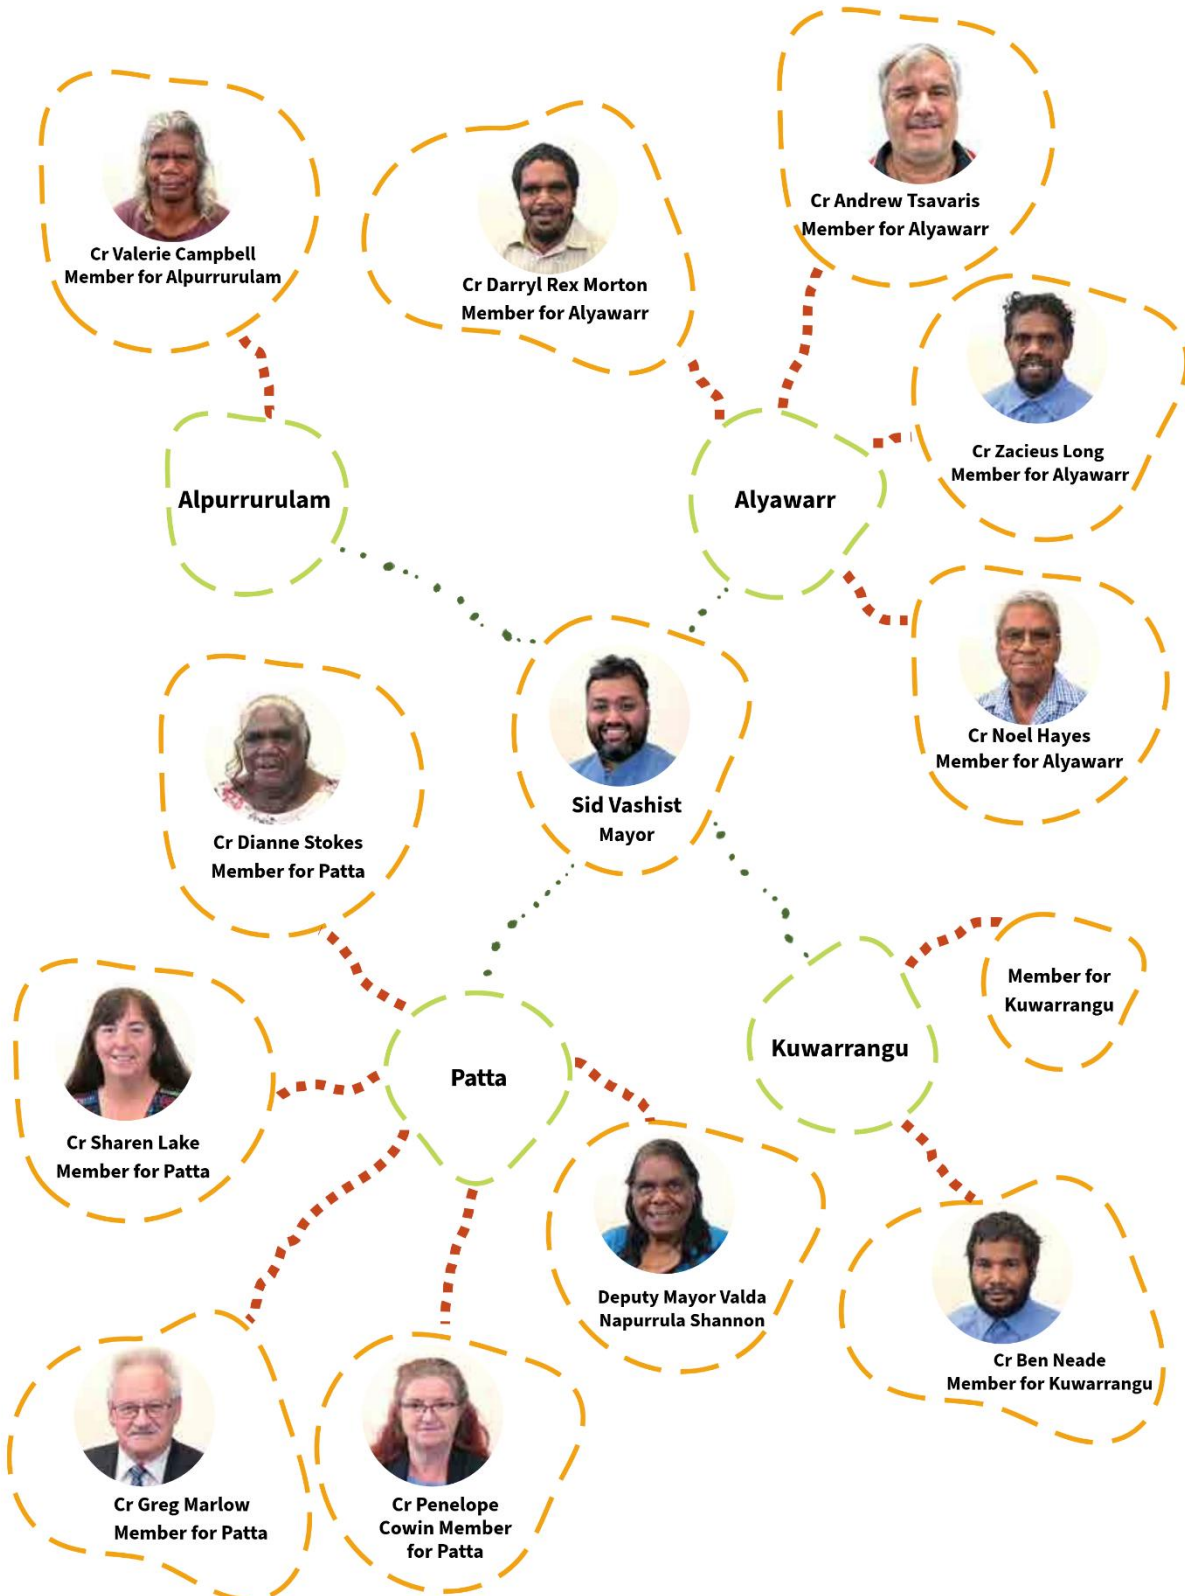 Cr Andrew Tsavaris
Member for Alyawarr
Cr Valerie Campbell
Member for Alpurrurulam
Cr Darryl Rex Morton
Member for Alyawarr
Cr Zacieus Long
Member for Alyawarr
Alpurrurulam
Alyawarr
Cr Noel Hayes
Member for Alyawarr
Sid Vashist
Mayor
Cr Dianne Stokes
Member for Patta
Member for
Kuwarrangu
Kuwarrangu
Patta
Cr Sharen Lake
Member for Patta
Deputy Mayor Valda
Napurrula Shannon
Cr Ben Neade
Member for Kuwarrangu
Cr Greg Marlow
Member for Patta
Cr Penelope
Cowin Member
for Patta